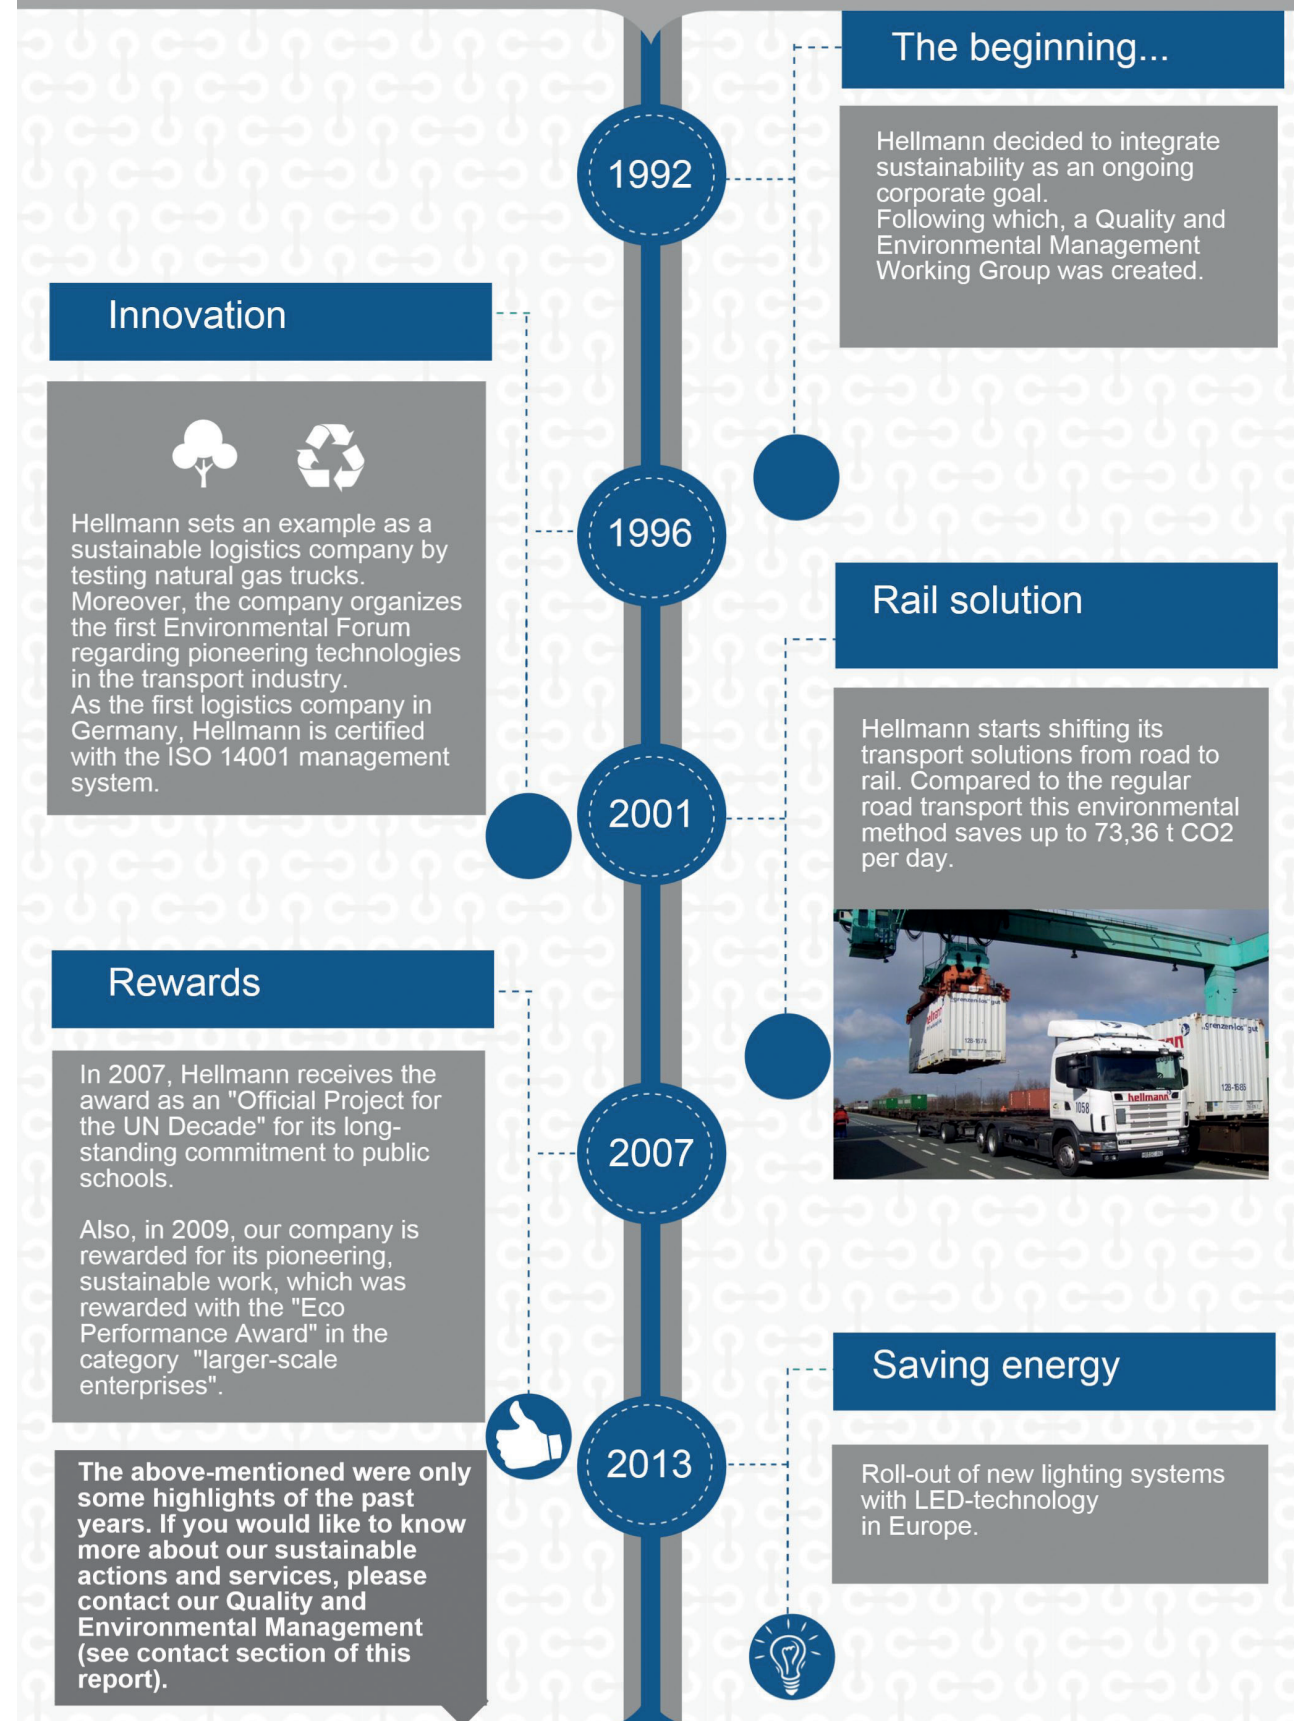 The beginning...
1992
Hellmann decided to integrate
sustainability as an ongoing
corporate goal.
Following which, a Quality and
Environmental Management
Working Group was created.
Innovation
1996
Hellmann sets an example as a
sustainable logistics company by
testing natural gas trucks.
Moreover, the company organizes
the first Environmental Forum
regarding pioneering technologies
in the transport industry.
As the first logistics company in
Germany, Hellmann is certified
with the ISO 14001 management
system.
Rail solution
2001
Hellmann starts shifting its
transport solutions from road to
rail. Compared to the regular
road transport this environmental
method saves up to 73,36 t CO2
per day.
"grenzen-los" gut
"grenzen-los" gut
hellmann
1058
Rewards
2007
In 2007, Hellmann receives the
award as an "Official Project for
the UN Decade" for its long-
standing commitment to public
schools.
Also, in 2009, our company is
rewarded for its pioneering,
sustainable work, which was
rewarded with the "Eco
Performance Award" in the
category "larger-scale
enterprises".
Saving energy
2013
Roll-out of new lighting systems
with LED-technology
in Europe.
The above-mentioned were only
some highlights of the past
years. If you would like to know
more about our sustainable
actions and services, please
contact our Quality and
Environmental Management
(see contact section of this
report).